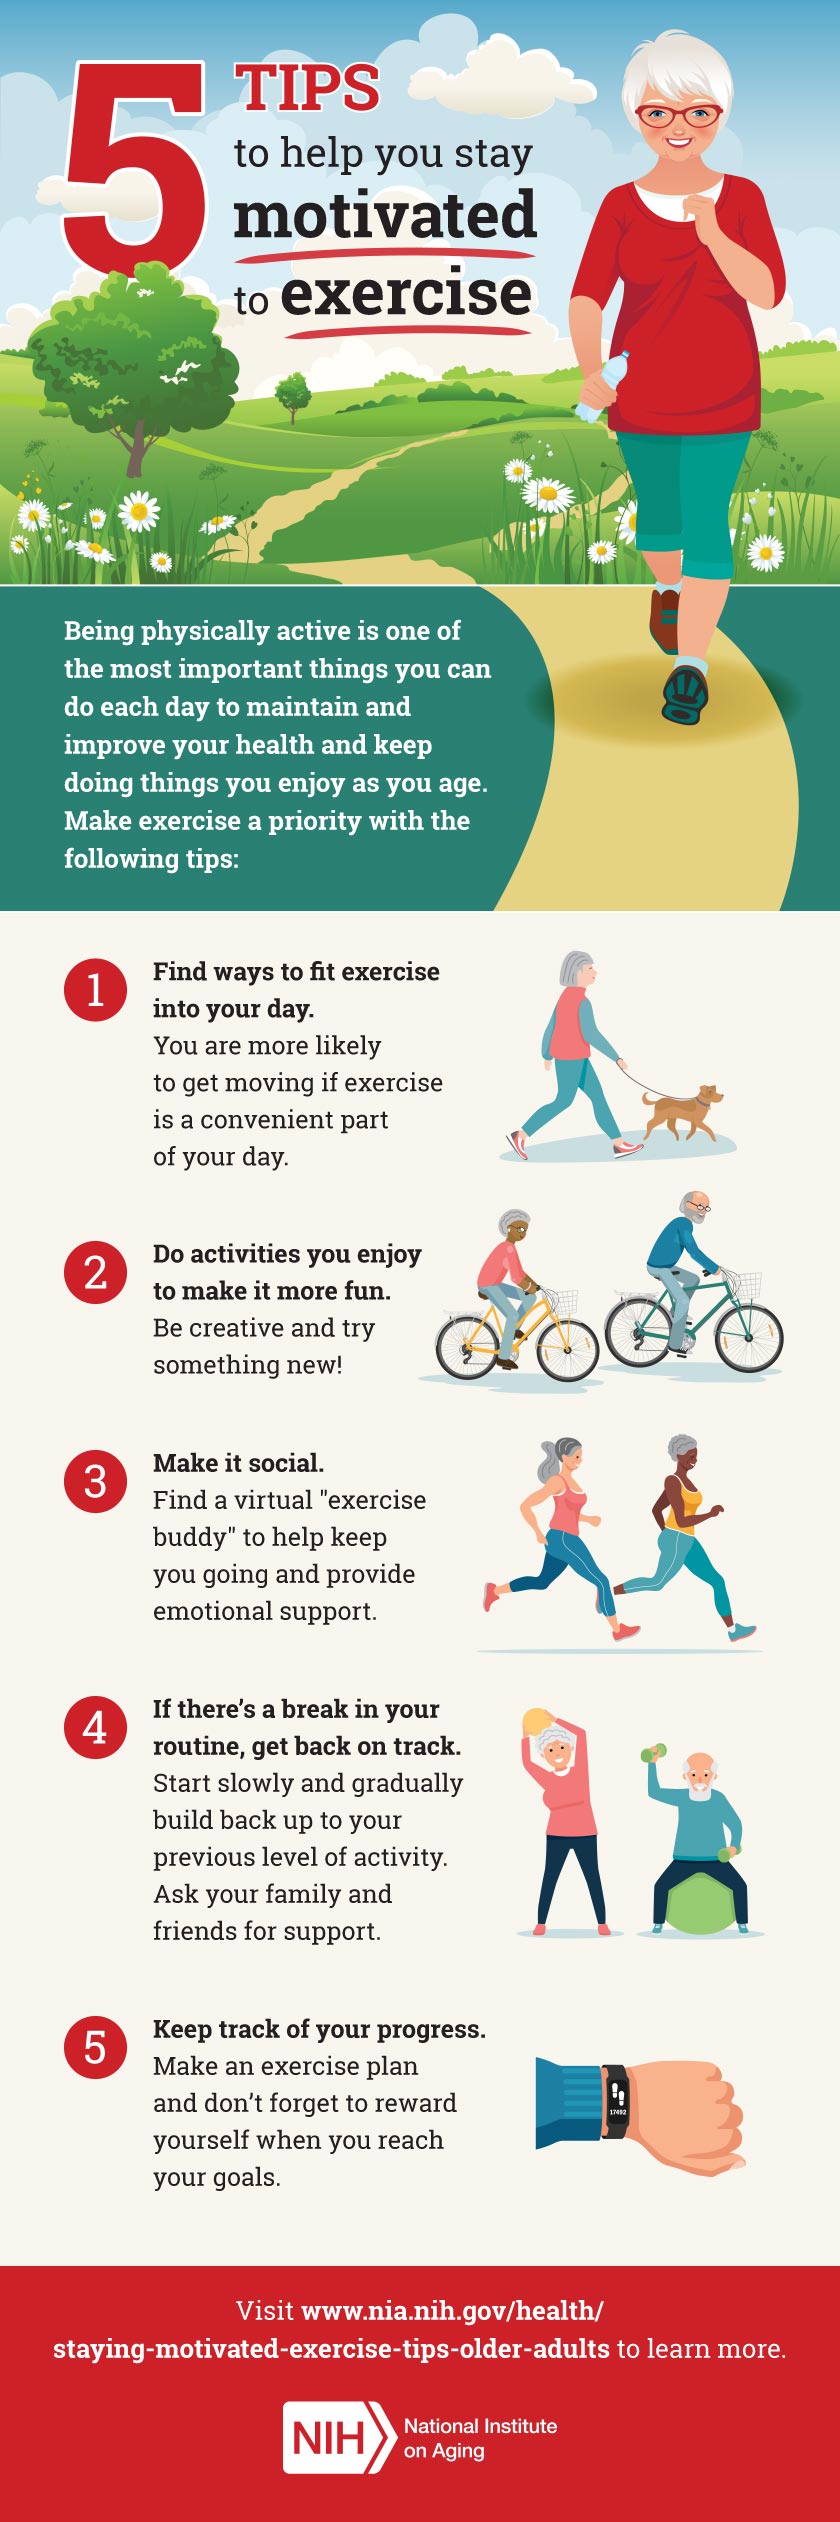 5 TIPS
to help you stay
motivated
to exercise
Being physically active is one of
the most important things you can
do each day to maintain and
improve your health and keep
doing things you enjoy as you age.
Make exercise a priority with the
following tips:
1
Find ways to fit exercise
into your day.
You are more likely
to get moving if exercise
is a convenient part
of your day.
2
Do activities you enjoy
to make it more fun.
Be creative and try
something new!
3
Make it social.
Find a virtual "exercise
buddy" to help keep
you going and provide
emotional support.
4
If there’s a break in your
routine, get back on track.
Start slowly and gradually
build back up to your
previous level of activity.
Ask your family and
friends for support.
5
Keep track of your progress.
Make an exercise plan
and don’t forget to reward
yourself when you reach
your goals.
17492
Visit www.nia.nih.gov/health/
staying-motivated-exercise-tips-older-adults to learn more.
NIH National Institute
on Aging